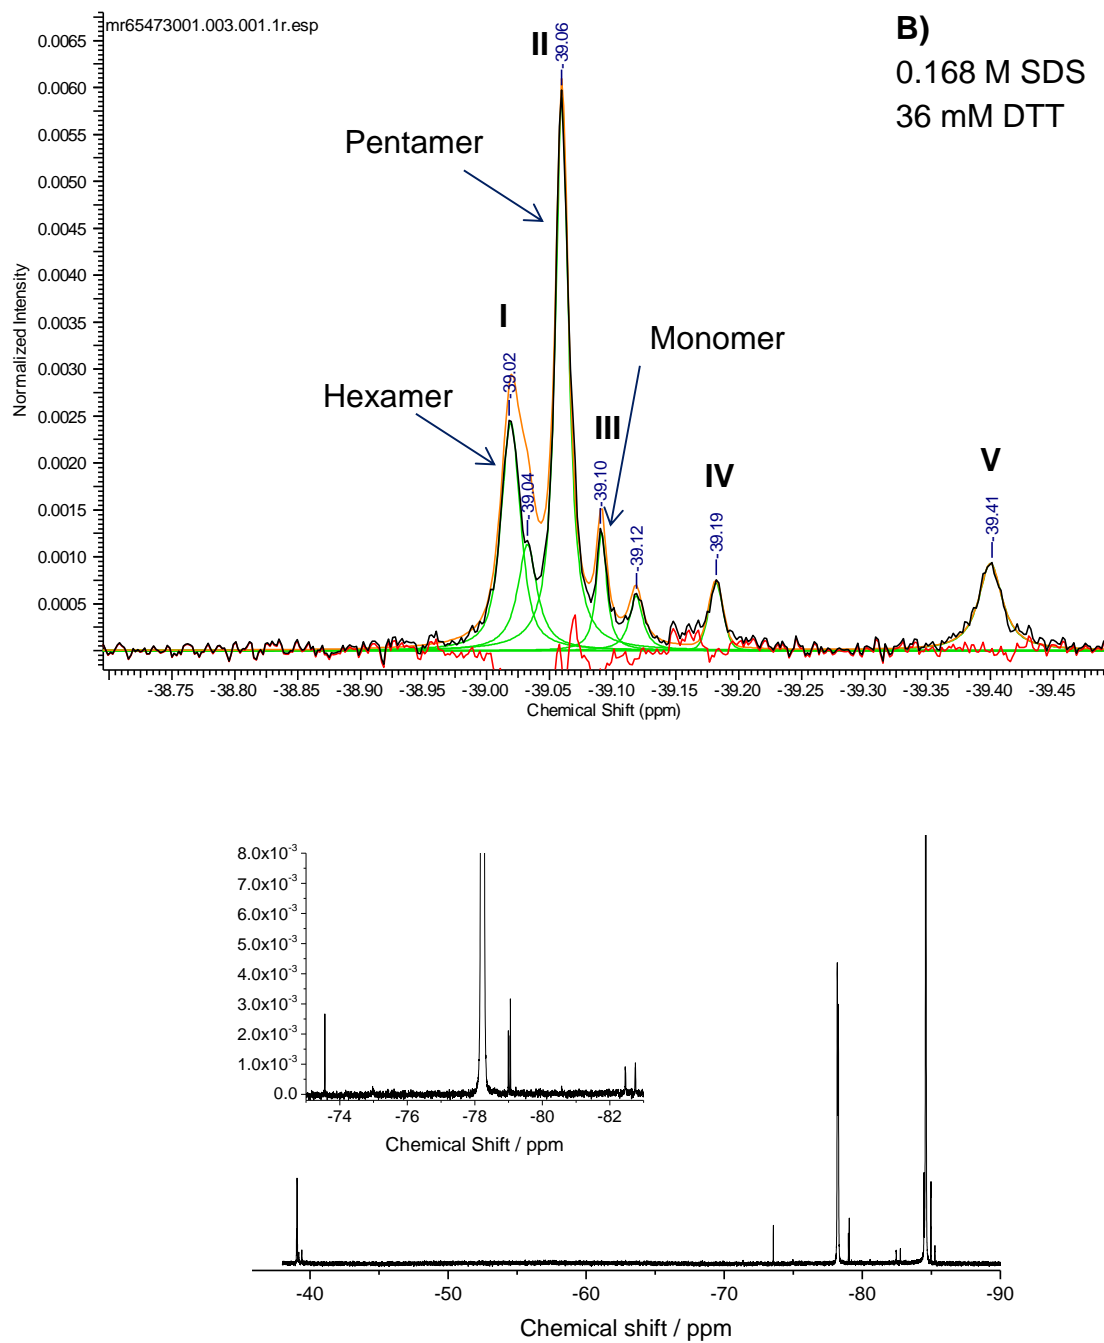 mr65473001.003.001.1r.esp
B)
0.168 M SDS
36 mM DTT
II
-39.06
Pentamer
I
-39.02
Hexamer
-39.04
Monomer
III
-39.10
-39.12
IV
-39.19
V
-39.41
0.0065
0.0060
0.0055
0.0050
0.0045
0.0040
0.0035
0.0030
0.0025
0.0020
0.0015
0.0010
0.0005
Normalized Intensity
-38.75 -38.80 -38.85 -38.90 -38.95 -39.00 -39.05 -39.10 -39.15 -39.20 -39.25 -39.30 -39.35 -39.40 -39.45
Chemical Shift (ppm)
8.0x10⁻³
7.0x10⁻³
6.0x10⁻³
5.0x10⁻³
4.0x10⁻³
3.0x10⁻³
2.0x10⁻³
1.0x10⁻³
0.0
-74 -76 -78 -80 -82
Chemical Shift / ppm
-40 -50 -60 -70 -80 -90
Chemical shift / ppm